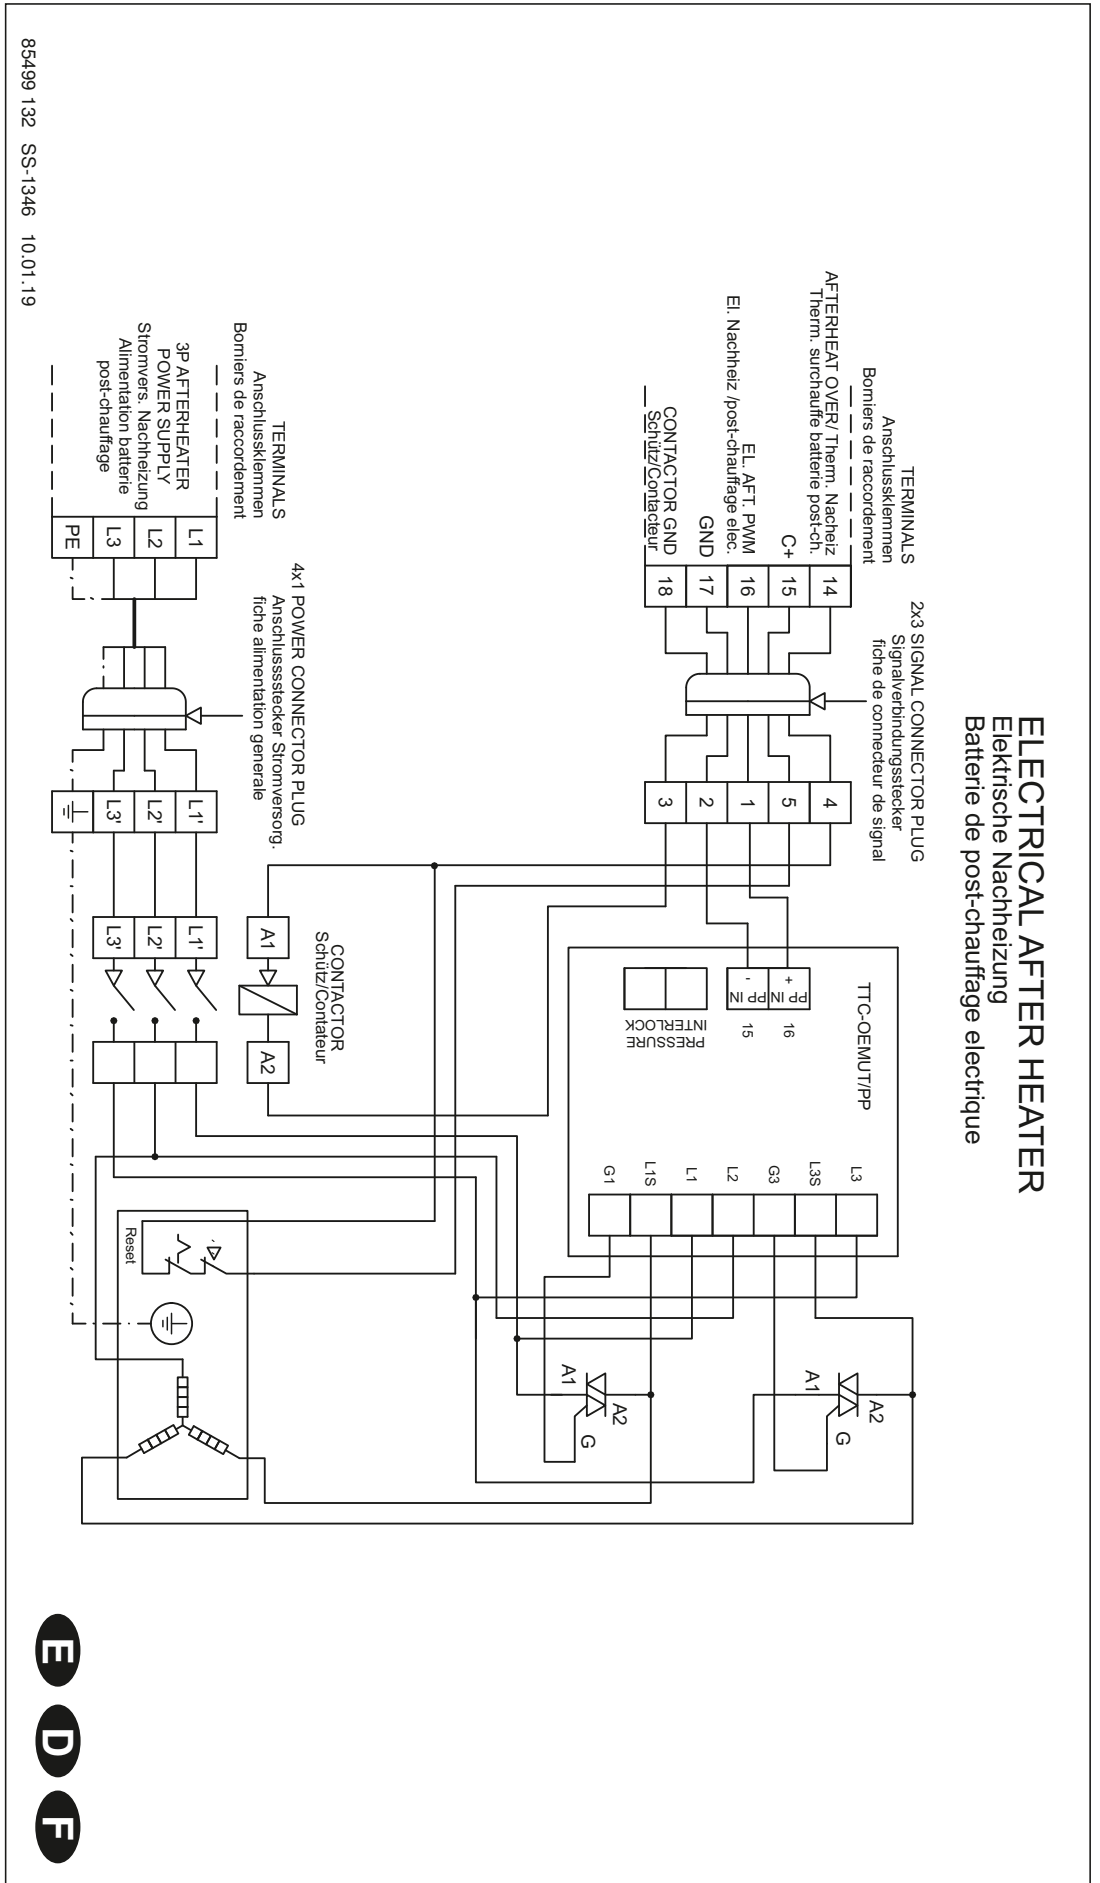 ELECTRICAL AFTER HEATER
Elektrische Nachheizung
Batterie de post-chauffage electrique
TERMINALS
Anschlussklemmen
Borniers de raccordement
AFTERHEAT OVER/ Therm. Nacheiz
Therm. surchauffe batterie post-ch.
C+
EL. AFT. PWM
El. Nachheiz /post-chauffage elec.
GND
CONTACTOR GND
Schütz/Contacteur
14
15
16
17
18
2x3 SIGNAL CONNECTOR PLUG
Signalverbindungsstecker
fiche de connecteur de signal
4
5
1
2
3
TTC-OEMUT/PP
+
PP IN
16
-
PP IN
15
PRESSURE
INTERLOCK
L3
L3S
G3
L2
L1
L1S
G1
A1
A2
G
A1
A2
G
TERMINALS
Anschlussklemmen
Borniers de raccordement
3P AFTERHEATER
POWER SUPPLY
Stromvers. Nachheizung
Alimentation batterie
post-chauffage
L1
L2
L3
PE
4x1 POWER CONNECTOR PLUG
Anschlussstecker Stromversorg.
fiche alimentation generale
L1'
L2'
L3'
CONTACTOR
Schütz/Contateur
A1
A2
L1'
L2'
L3'
Reset
85499 132 SS-1346 10.01.19
E D F